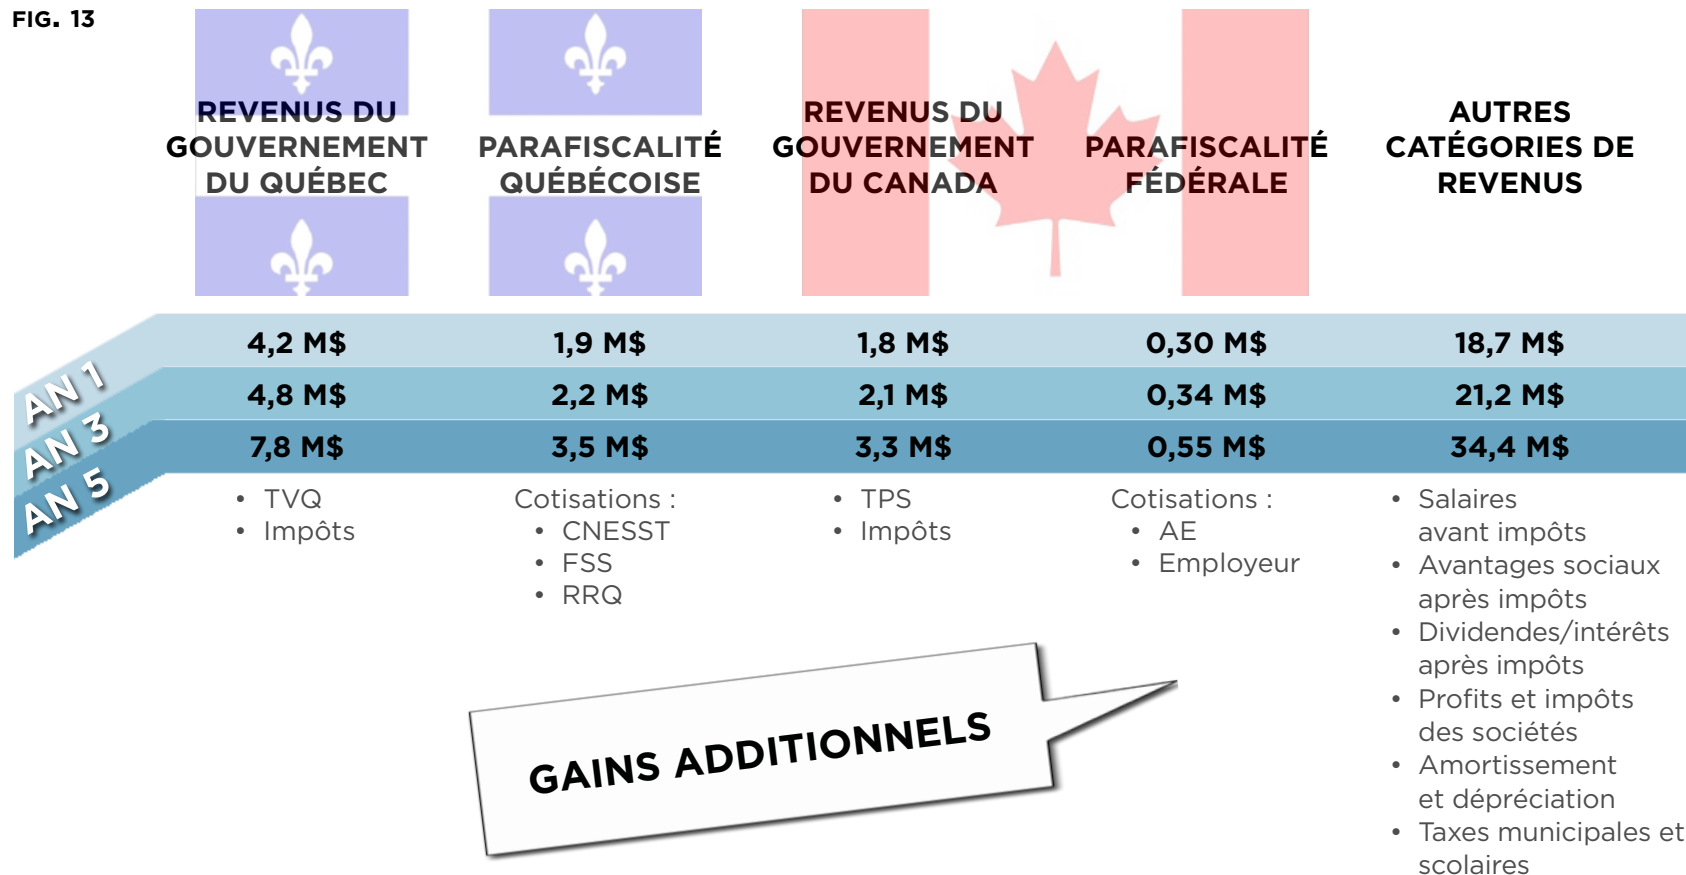 FIG. 13
REVENUS DU
GOUVERNEMENT
DU QUÉBEC
PARAFISCALITÉ
QUÉBÉCOISE
REVENUS DU
GOUVERNEMENT
DU CANADA
PARAFISCALITÉ
FÉDÉRALE
AUTRES
CATÉGORIES DE
REVENUS
AN 1 4,2 M$ 1,9 M$ 1,8 M$ 0,30 M$ 18,7 M$
AN 3 4,8 M$ 2,2 M$ 2,1 M$ 0,34 M$ 21,2 M$
AN 5 7,8 M$ 3,5 M$ 3,3 M$ 0,55 M$ 34,4 M$
• TVQ
• Impôts
Cotisations :
• CNESST
• FSS
• RRQ
• TPS
• Impôts
Cotisations :
• AE
• Employeur
• Salaires
avant impôts
• Avantages sociaux
après impôts
• Dividendes/intérêts
après impôts
• Profits et impôts
des sociétés
• Amortissement
et dépréciation
• Taxes municipales et
scolaires
GAINS ADDITIONNELS